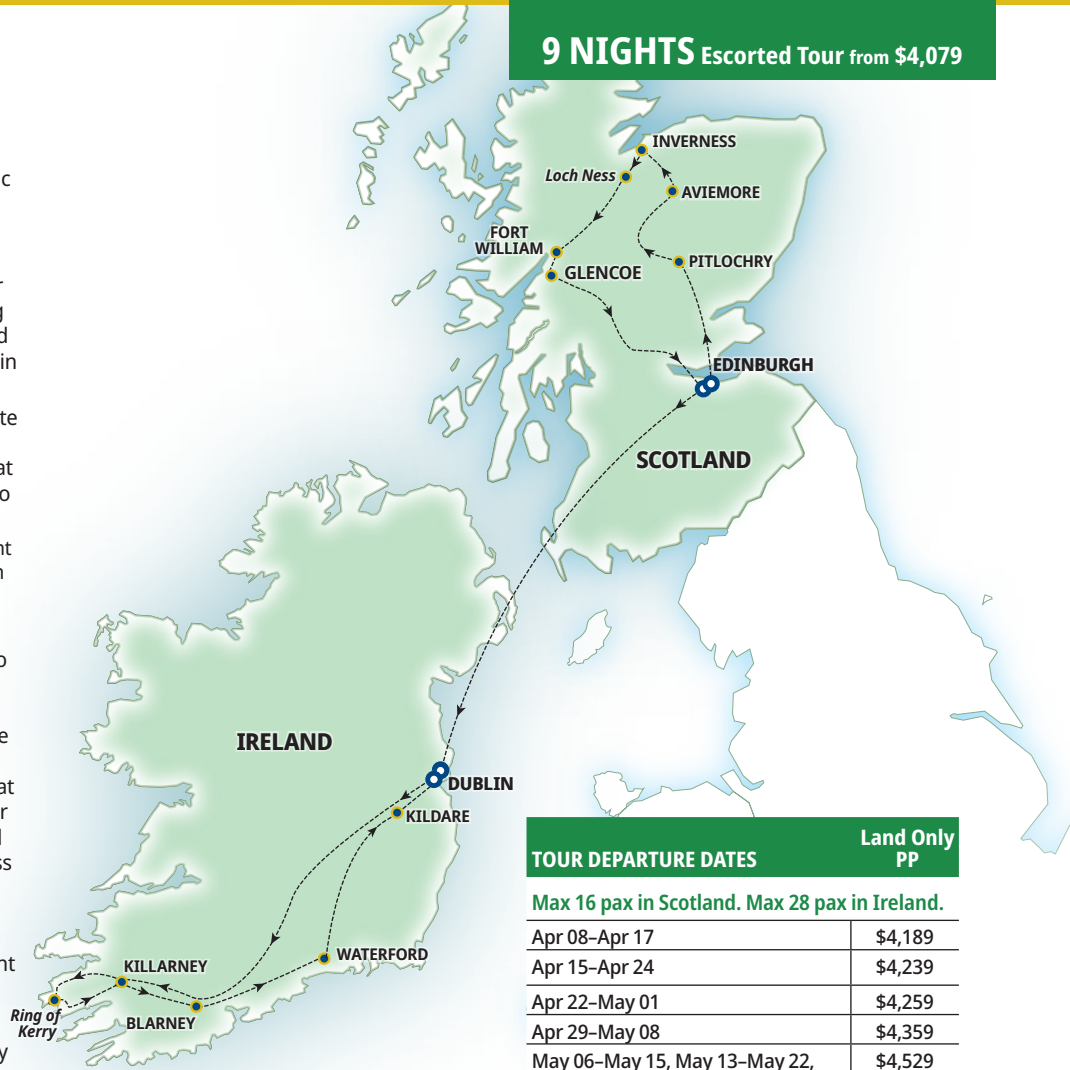 9 NIGHTS Escorted Tour from $4,079
INVERNESS
Loch Ness
AVIEMORE
FORT
WILLIAM
GLENCOE
PITLOCHRY
EDINBURGH
SCOTLAND
IRELAND
DUBLIN
KILDARE
WATERFORD
KILLARNEY
BLARNEY
Ring of
Kerry
TOUR DEPARTURE DATES
Land Only
PP
Max 16 pax in Scotland. Max 28 pax in Ireland.
Apr 08–Apr 17 $4,189
Apr 15–Apr 24 $4,239
Apr 22–May 01 $4,259
Apr 29–May 08 $4,359
May 06–May 15, May 13–May 22, $4,529